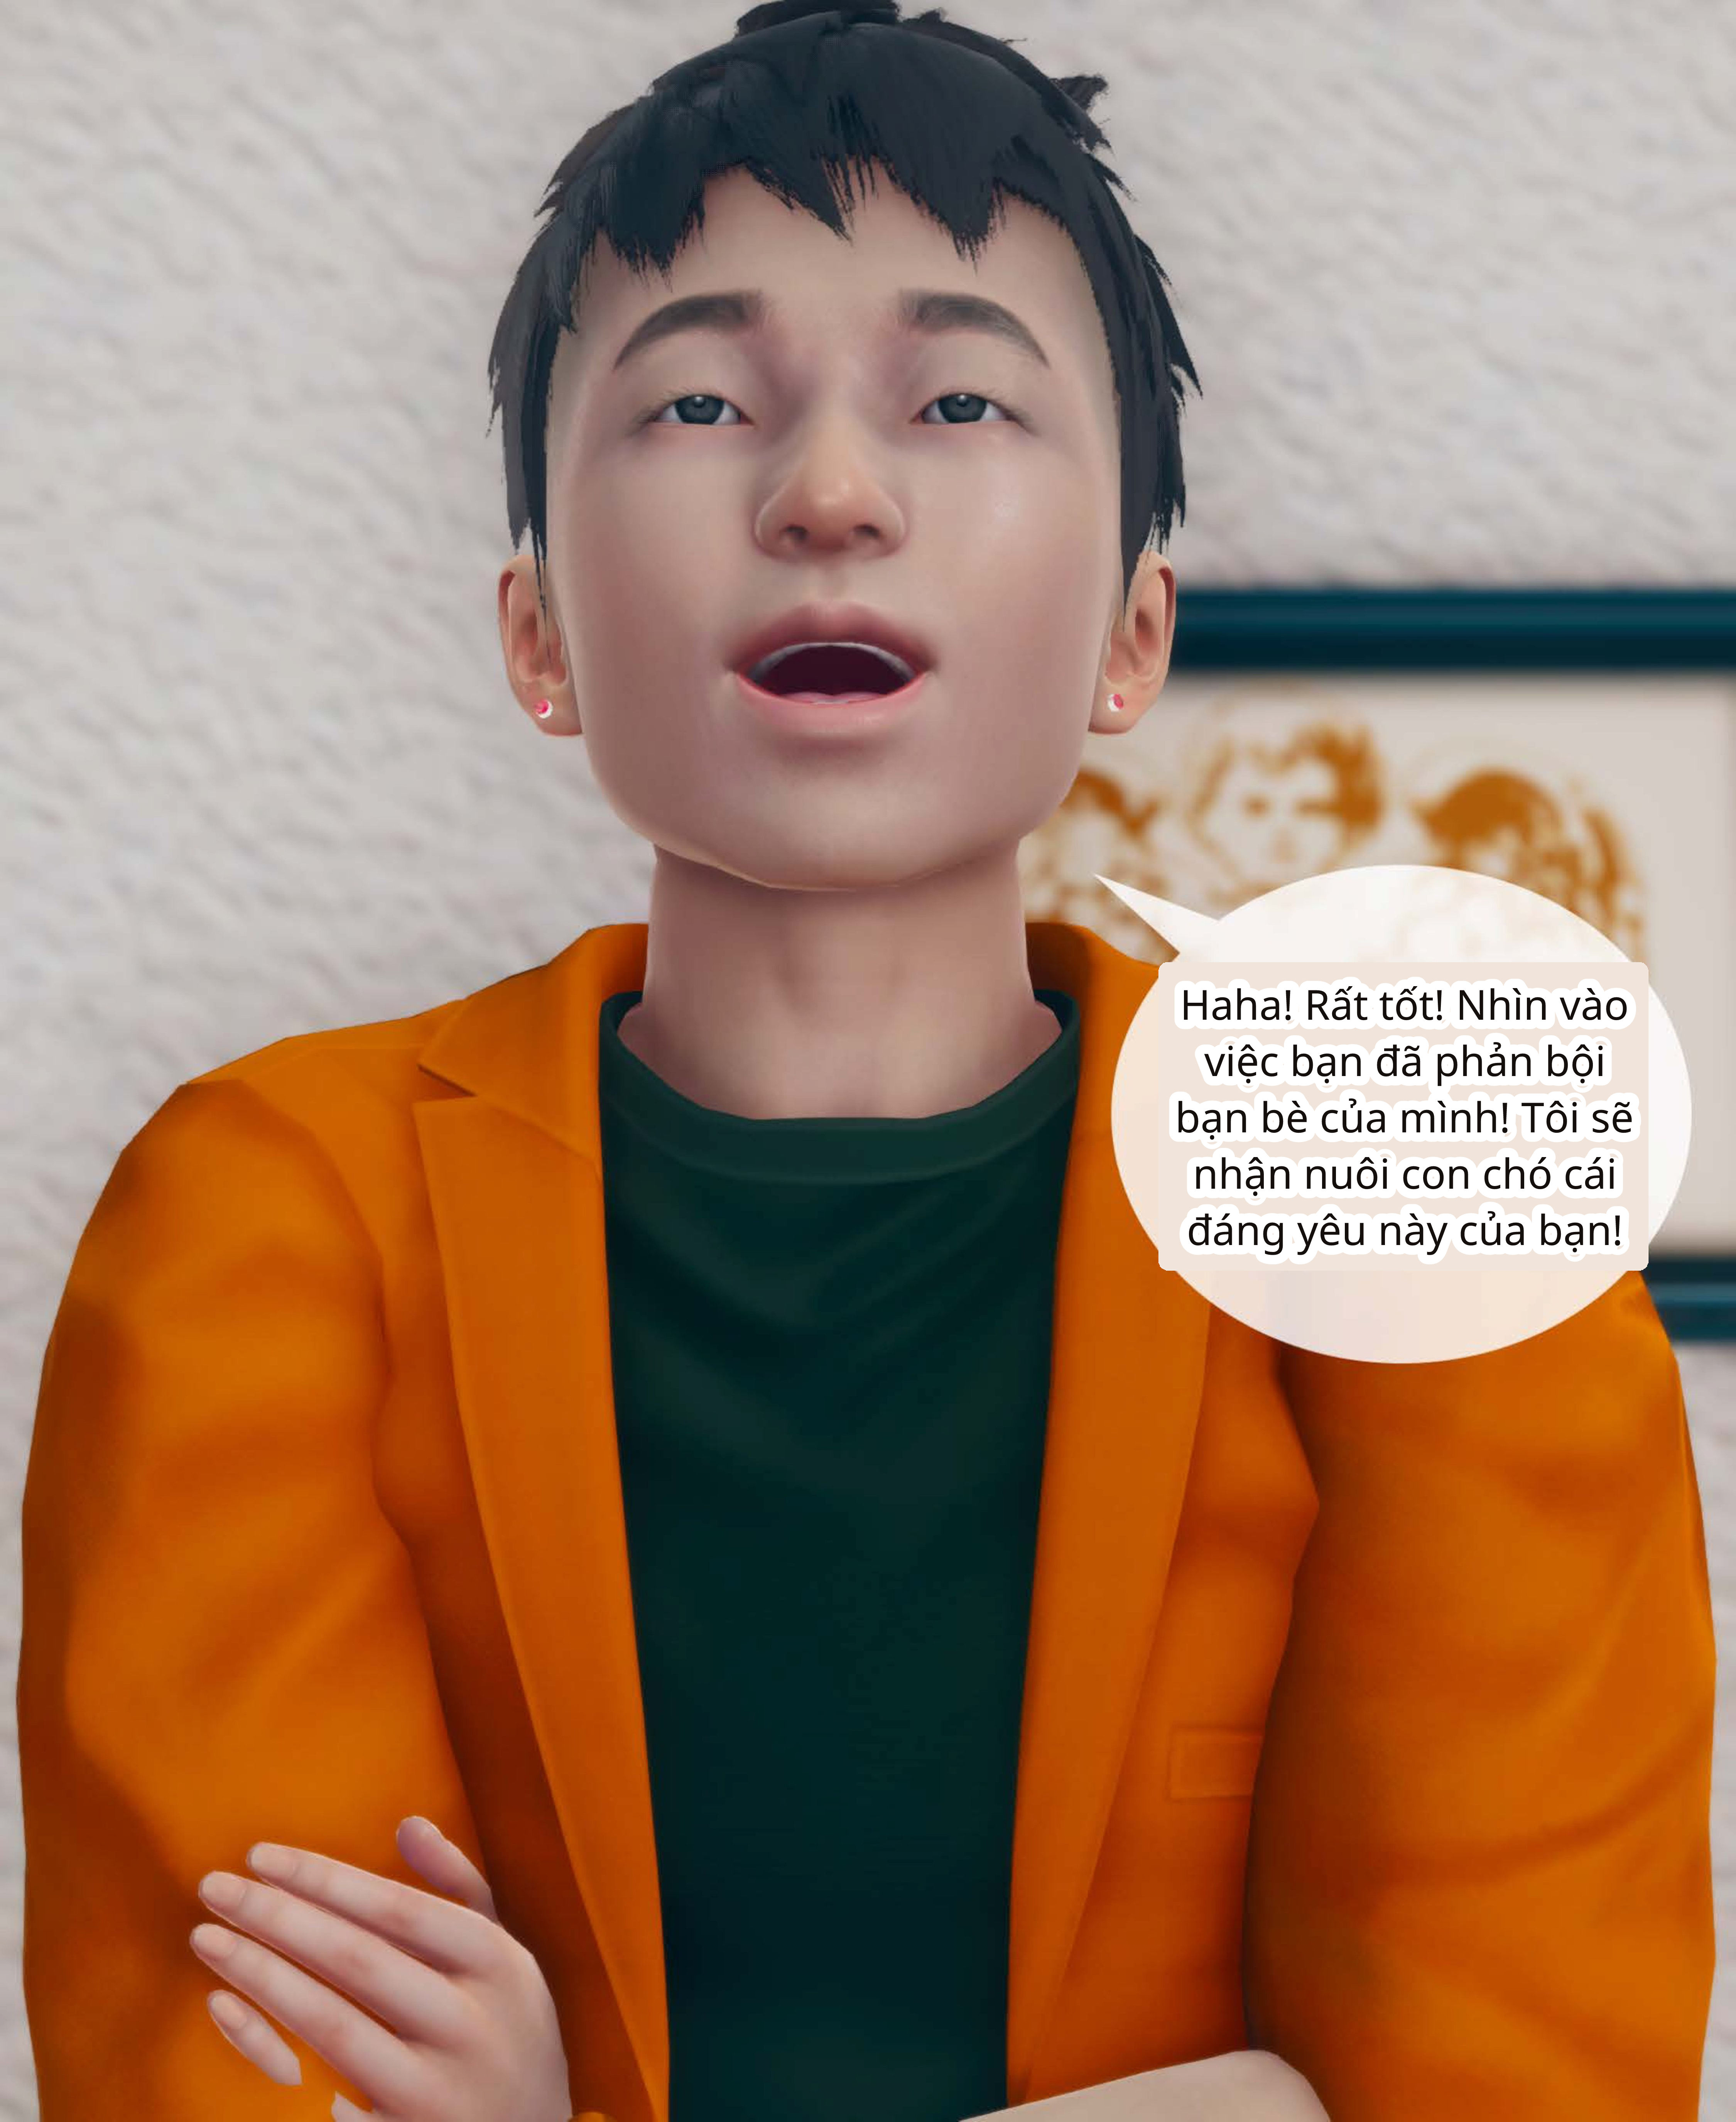 Haha! Rất tốt! Nhìn vào
việc bạn đã phản bội
bạn bè của mình! Tôi sẽ
nhận nuôi con chó cái
đáng yêu này của bạn!